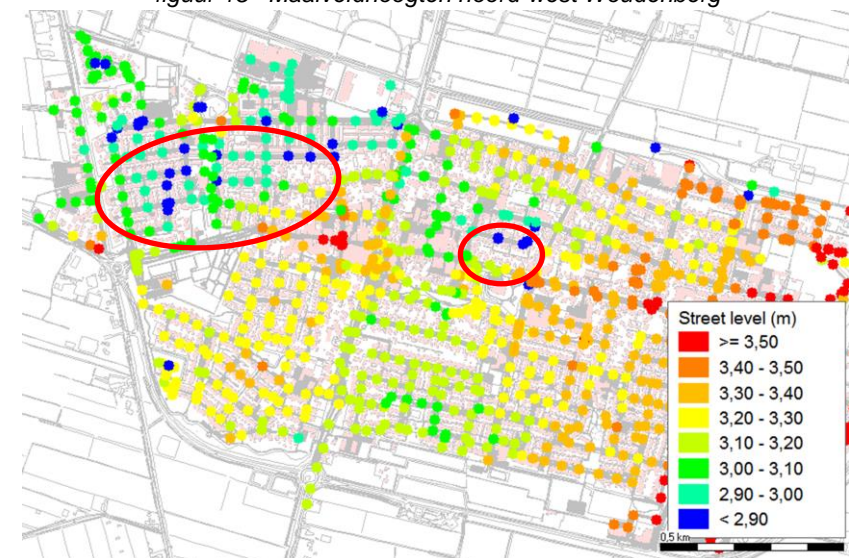 figuur 18 Maaiveldhoogten noord-west Woudenberg
Street level (m)
>= 3,50
3,40 - 3,50
3,30 - 3,40
3,20 - 3,30
3,10 - 3,20
3,00 - 3,10
2,90 - 3,00
< 2,90
0,5 km